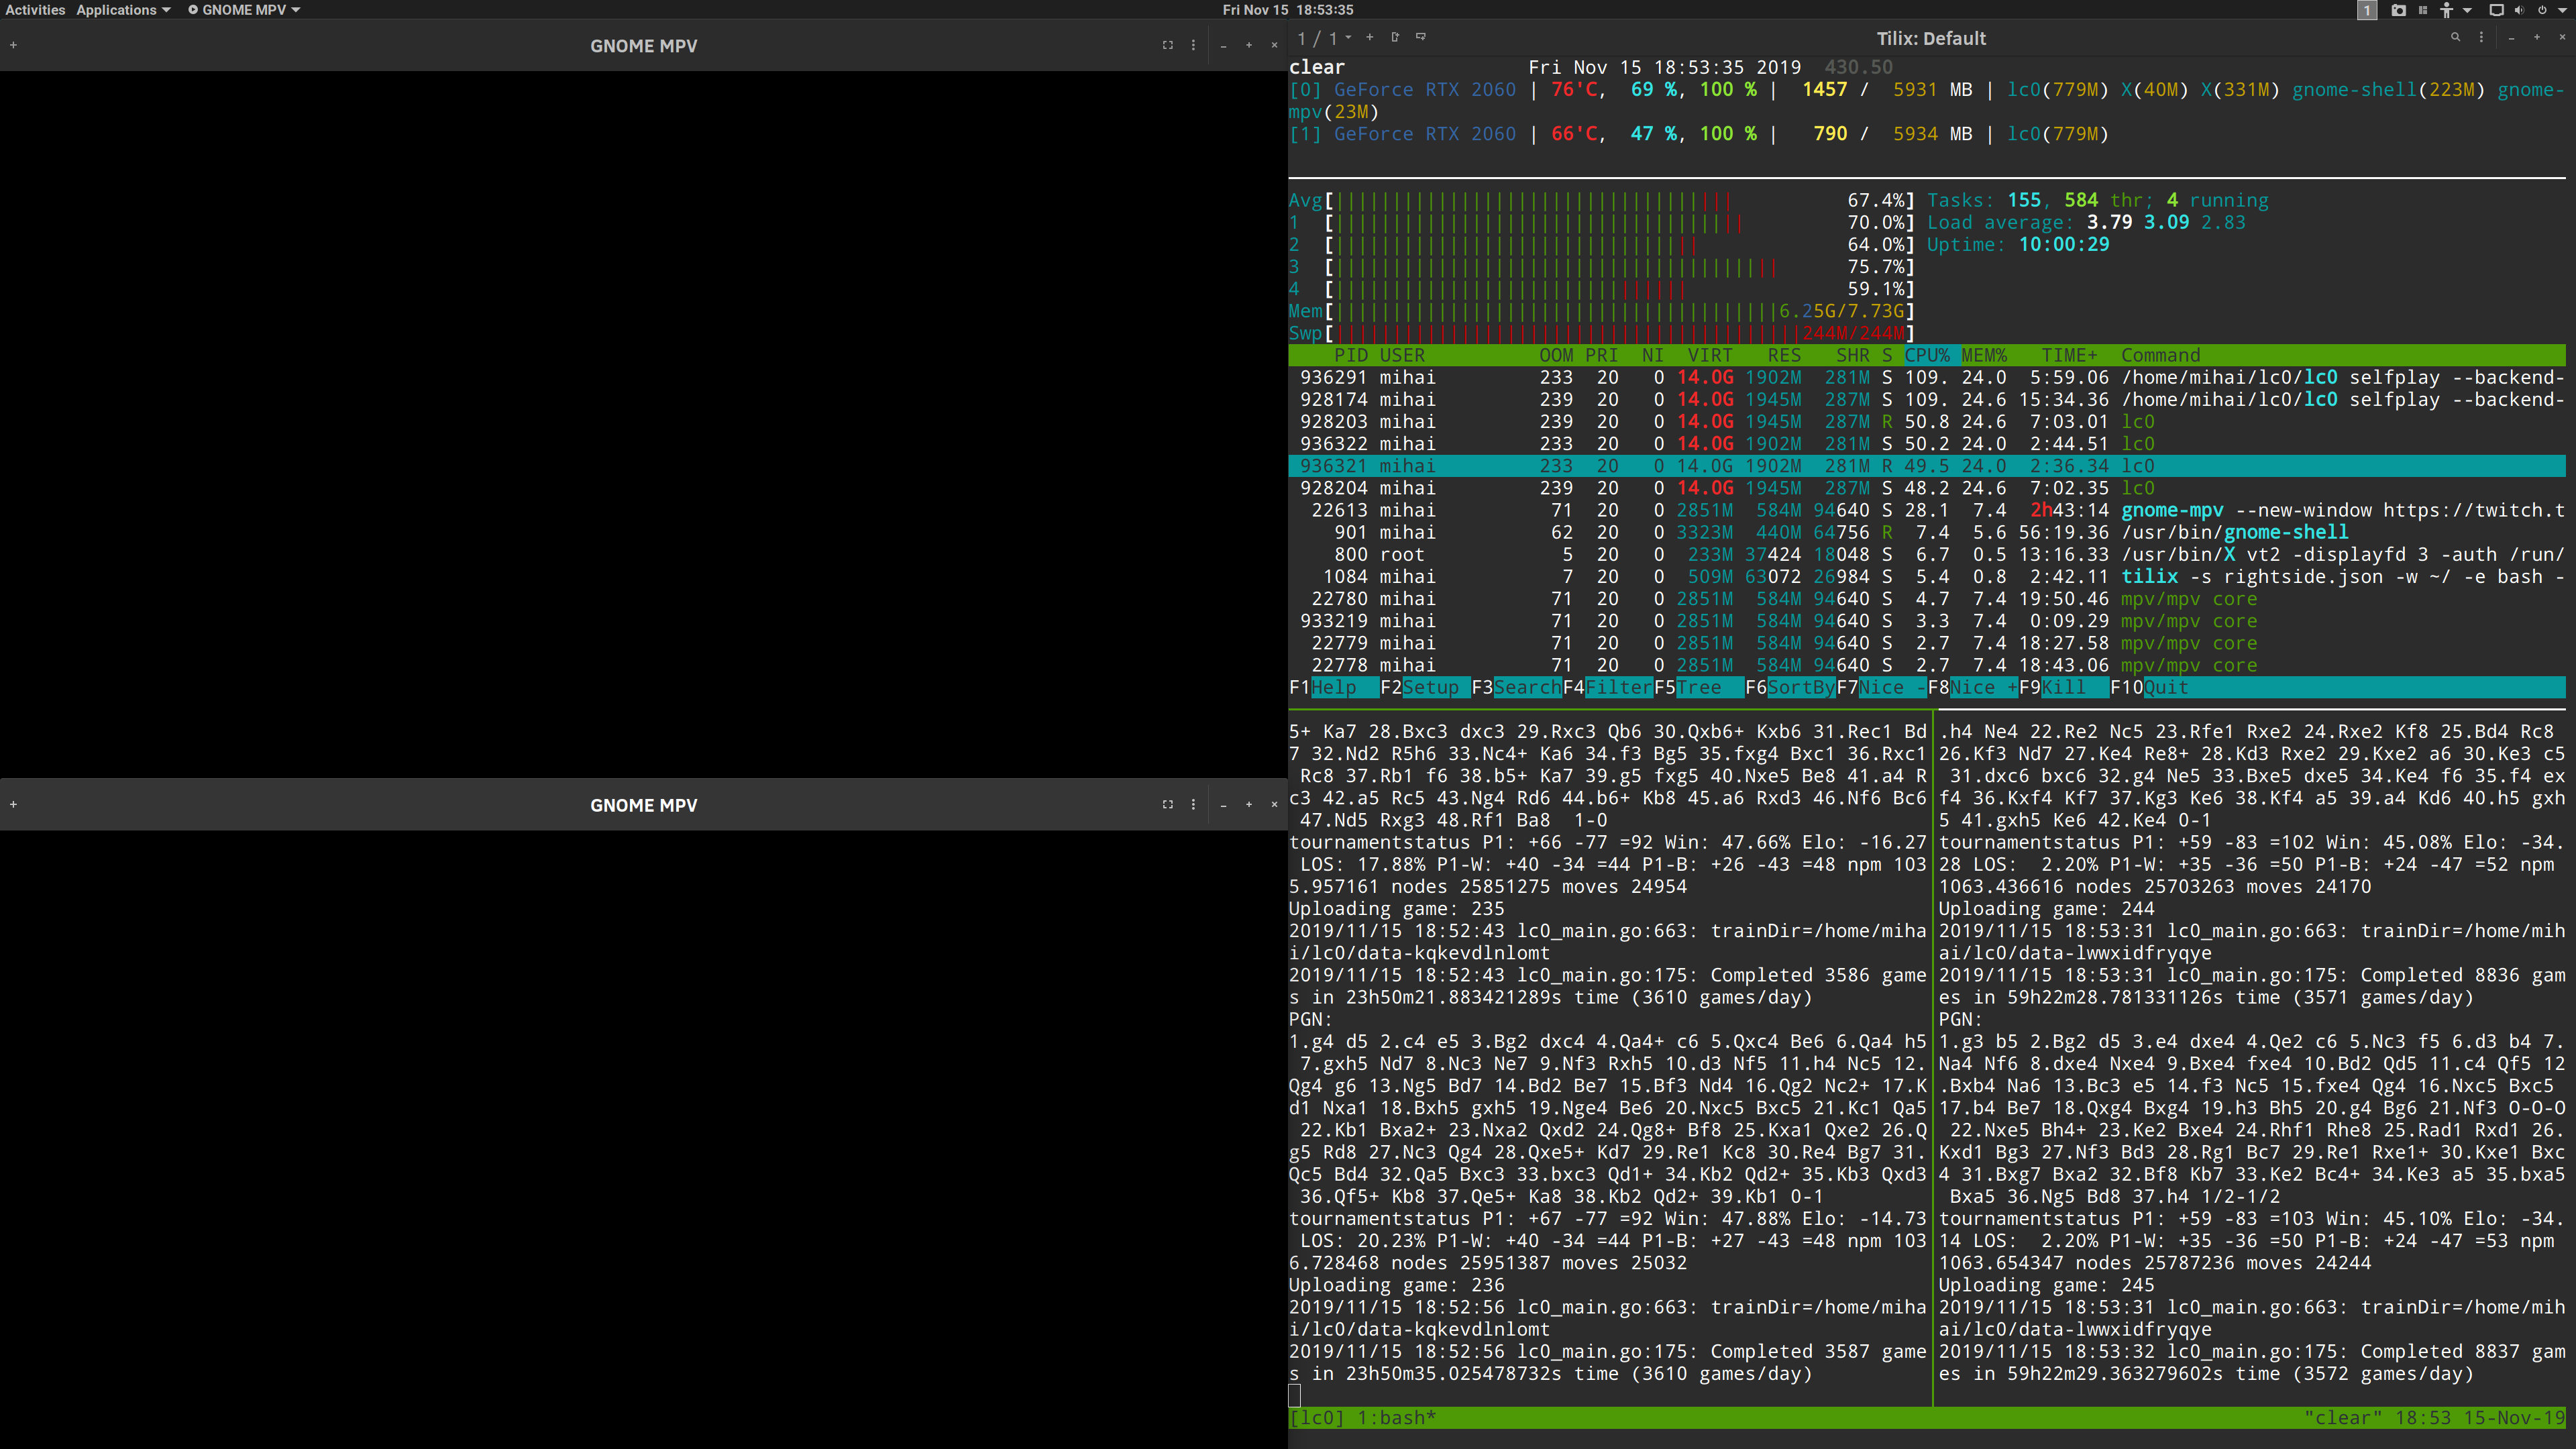 Activities Applications GNOME MPV Fri Nov 15 18:53:35 1
GNOME MPV
GNOME MPV
1 / 1 Tilix: Default
clear Fri Nov 15 18:53:35 2019 430.50
[0] GeForce RTX 2060 | 76'C, 69 %, 100 % | 1457 / 5931 MB | lc0(779M) X(40M) X(331M) gnome-shell(223M) gnome-
mpv(23M)
[1] GeForce RTX 2060 | 66'C, 47 %, 100 % | 790 / 5934 MB | lc0(779M)
Avg[ 67.4%] Tasks: 155, 584 thr; 4 running
1 [ 70.0%] Load average: 3.79 3.09 2.83
2 [ 64.0%] Uptime: 10:00:29
3 [ 75.7%]
4 [ 59.1%]
Mem[ 6.25G/7.73G]
Swp[ 244M/244M]
PID USER OOM PRI NI VIRT RES SHR S CPU% MEM% TIME+ Command
936291 mihai 233 20 0 14.0G 1902M 281M S 109. 24.0 5:59.06 /home/mihai/lc0/lc0 selfplay --backend-
928174 mihai 239 20 0 14.0G 1945M 287M S 109. 24.6 15:34.36 /home/mihai/lc0/lc0 selfplay --backend-
928203 mihai 239 20 0 14.0G 1945M 287M R 50.8 24.6 7:03.01 lc0
936322 mihai 233 20 0 14.0G 1902M 281M S 50.2 24.0 2:44.51 lc0
936321 mihai 233 20 0 14.0G 1902M 281M R 49.5 24.0 2:36.34 lc0
928204 mihai 239 20 0 14.0G 1945M 287M S 48.2 24.6 7:02.35 lc0
22613 mihai 71 20 0 2851M 584M 94640 S 28.1 7.4 2h43:14 gnome-mpv --new-window https://twitch.t
901 mihai 62 20 0 3323M 440M 64756 R 7.4 5.6 56:19.36 /usr/bin/gnome-shell
800 root 5 20 0 233M 37424 18048 S 6.7 0.5 13:16.33 /usr/bin/X vt2 -displayfd 3 -auth /run/
1084 mihai 7 20 0 509M 63072 26984 S 5.4 0.8 2:42.11 tilix -s rightside.json -w ~/ -e bash -
22780 mihai 71 20 0 2851M 584M 94640 S 4.7 7.4 19:50.46 mpv/mpv core
933219 mihai 71 20 0 2851M 584M 94640 S 3.3 7.4 0:09.29 mpv/mpv core
22779 mihai 71 20 0 2851M 584M 94640 S 2.7 7.4 18:27.58 mpv/mpv core
22778 mihai 71 20 0 2851M 584M 94640 S 2.7 7.4 18:43.06 mpv/mpv core
F1Help F2Setup F3SearchF4FilterF5Tree F6SortByF7Nice -F8Nice +F9Kill F10Quit
5+ Ka7 28.Bxc3 dxc3 29.Rxc3 Qb6 30.Qxb6+ Kxb6 31.Rec1 Bd
7 32.Nd2 R5h6 33.Nc4+ Ka6 34.f3 Bg5 35.fxg4 Bxc1 36.Rxc1
Rc8 37.Rb1 f6 38.b5+ Ka7 39.g5 fxg5 40.Nxe5 Be8 41.a4 R
c3 42.a5 Rc5 43.Ng4 Rd6 44.b6+ Kb8 45.a6 Rxd3 46.Nf6 Bc6
47.Nd5 Rxg3 48.Rf1 Ba8 1-0
tournamentstatus P1: +66 -77 =92 Win: 47.66% Elo: -16.27
LOS: 17.88% P1-W: +40 -34 =44 P1-B: +26 -43 =48 npm 103
5.957161 nodes 25851275 moves 24954
Uploading game: 235
2019/11/15 18:52:43 lc0_main.go:663: trainDir=/home/miha
i/lc0/data-kqkevdlnlomt
2019/11/15 18:52:43 lc0_main.go:175: Completed 3586 game
s in 23h50m21.883421289s time (3610 games/day)
PGN:
1.g4 d5 2.c4 e5 3.Bg2 dxc4 4.Qa4+ c6 5.Qxc4 Be6 6.Qa4 h5
7.gxh5 Nd7 8.Nc3 Ne7 9.Nf3 Rxh5 10.d3 Nf5 11.h4 Nc5 12.
Qg4 g6 13.Ng5 Bd7 14.Bd2 Be7 15.Bf3 Nd4 16.Qg2 Nc2+ 17.K
d1 Nxa1 18.Bxh5 gxh5 19.Nge4 Be6 20.Nxc5 Bxc5 21.Kc1 Qa5
22.Kb1 Bxa2+ 23.Nxa2 Qxd2 24.Qg8+ Bf8 25.Kxa1 Qxe2 26.Q
g5 Rd8 27.Nc3 Qg4 28.Qxe5+ Kd7 29.Re1 Kc8 30.Re4 Bg7 31.
Qc5 Bd4 32.Qa5 Bxc3 33.bxc3 Qd1+ 34.Kb2 Qd2+ 35.Kb3 Qxd3
36.Qf5+ Kb8 37.Qe5+ Ka8 38.Kb2 Qd2+ 39.Kb1 0-1
tournamentstatus P1: +67 -77 =92 Win: 47.88% Elo: -14.73
LOS: 20.23% P1-W: +40 -34 =44 P1-B: +27 -43 =48 npm 103
6.728468 nodes 25951387 moves 25032
Uploading game: 236
2019/11/15 18:52:56 lc0_main.go:663: trainDir=/home/miha
i/lc0/data-kqkevdlnlomt
2019/11/15 18:52:56 lc0_main.go:175: Completed 3587 game
s in 23h50m35.025478732s time (3610 games/day)
.h4 Ne4 22.Re2 Nc5 23.Rfe1 Rxe2 24.Rxe2 Kf8 25.Bd4 Rc8
26.Kf3 Nd7 27.Ke4 Re8+ 28.Kd3 Rxe2 29.Kxe2 a6 30.Ke3 c5
31.dxc6 bxc6 32.g4 Ne5 33.Bxe5 dxe5 34.Ke4 f6 35.f4 ex
f4 36.Kxf4 Kf7 37.Kg3 Ke6 38.Kf4 a5 39.a4 Kd6 40.h5 gxh
5 41.gxh5 Ke6 42.Ke4 0-1
tournamentstatus P1: +59 -83 =102 Win: 45.08% Elo: -34.
28 LOS: 2.20% P1-W: +35 -36 =50 P1-B: +24 -47 =52 npm
1063.436616 nodes 25703263 moves 24170
Uploading game: 244
2019/11/15 18:53:31 lc0_main.go:663: trainDir=/home/mih
ai/lc0/data-lwwxidfryqye
2019/11/15 18:53:31 lc0_main.go:175: Completed 8836 gam
es in 59h22m28.781331126s time (3571 games/day)
PGN:
1.g3 b5 2.Bg2 d5 3.e4 dxe4 4.Qe2 c6 5.Nc3 f5 6.d3 b4 7.
Na4 Nf6 8.dxe4 Nxe4 9.Bxe4 fxe4 10.Bd2 Qd5 11.c4 Qf5 12
.Bxb4 Na6 13.Bc3 e5 14.f3 Nc5 15.fxe4 Qg4 16.Nxc5 Bxc5
17.b4 Be7 18.Qxg4 Bxg4 19.h3 Bh5 20.g4 Bg6 21.Nf3 O-O-O
22.Nxe5 Bh4+ 23.Ke2 Bxe4 24.Rhf1 Rhe8 25.Rad1 Rxd1 26.
Kxd1 Bg3 27.Nf3 Bd3 28.Rg1 Bc7 29.Re1 Rxe1+ 30.Kxe1 Bxc
4 31.Bxg7 Bxa2 32.Bf8 Kb7 33.Ke2 Bc4+ 34.Ke3 a5 35.bxa5
Bxa5 36.Ng5 Bd8 37.h4 1/2-1/2
tournamentstatus P1: +59 -83 =103 Win: 45.10% Elo: -34.
14 LOS: 2.20% P1-W: +35 -36 =50 P1-B: +24 -47 =53 npm
1063.654347 nodes 25787236 moves 24244
Uploading game: 245
2019/11/15 18:53:31 lc0_main.go:663: trainDir=/home/mih
ai/lc0/data-lwwxidfryqye
2019/11/15 18:53:32 lc0_main.go:175: Completed 8837 gam
es in 59h22m29.363279602s time (3572 games/day)
[lc0] 1:bash* "clear" 18:53 15-Nov-19